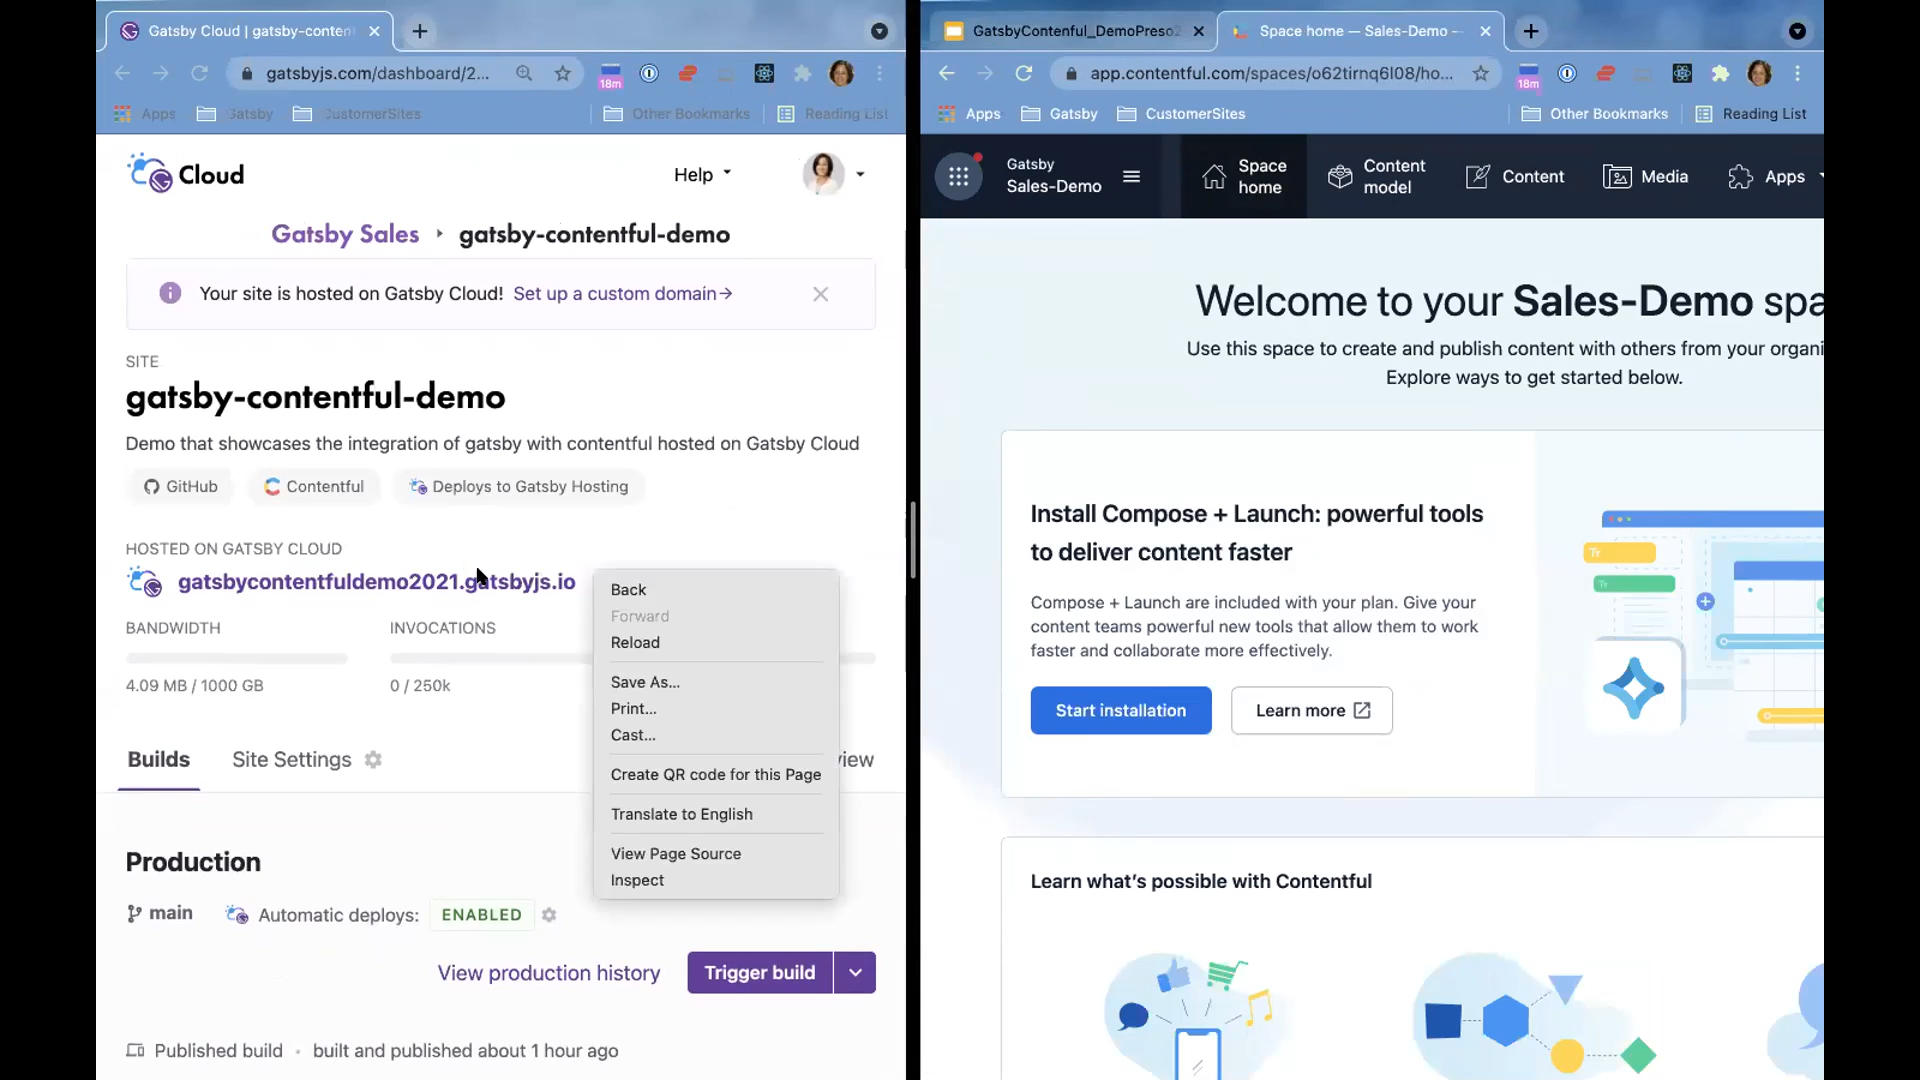 Gatsby Cloud | gatsby-conten
gatsbyjs.com/dashboard/2...
18m
Apps
Gatsby
CustomerSites
Other Bookmarks
Reading List
Cloud
Help
Gatsby Sales
gatsby-contentful-demo
Your site is hosted on Gatsby Cloud! Set up a custom domain→
SITE
gatsby-contentful-demo
Demo that showcases the integration of gatsby with contentful hosted on Gatsby Cloud
GitHub
Contentful
Deploys to Gatsby Hosting
HOSTED ON GATSBY CLOUD
gatsbycontentfuldemo2021.gatsbyjs.io
BANDWIDTH
INVOCATIONS
4.09 MB / 1000 GB
0 / 250k
Builds
Site Settings
view
Back
Forward
Reload
Save As...
Print...
Cast...
Create QR code for this Page
Translate to English
View Page Source
Inspect
Production
main
Automatic deploys:
ENABLED
View production history
Trigger build
Published build • built and published about 1 hour ago
GatsbyContentful_DemoPreso2
Space home — Sales-Demo —
app.contentful.com/spaces/o62tirnq6l08/ho...
18m
Apps
Gatsby
CustomerSites
Other Bookmarks
Reading List
Gatsby
Sales-Demo
Space
home
Content
model
Content
Media
Apps
Welcome to your Sales-Demo spa
Use this space to create and publish content with others from your organi
Explore ways to get started below.
Install Compose + Launch: powerful tools
to deliver content faster
Compose + Launch are included with your plan. Give your
content teams powerful new tools that allow them to work
faster and collaborate more effectively.
Start installation
Learn more
Tr
Tr
Learn what's possible with Contentful